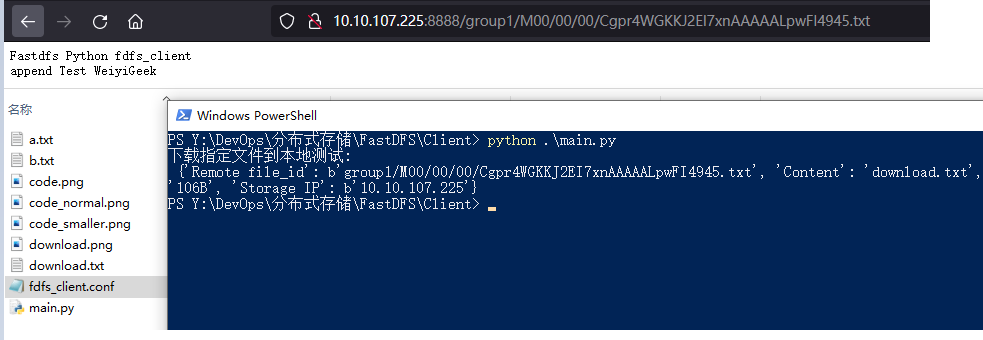 10.10.107.225:8888/group1/M00/00/00/Cgpr4WGKKJ2EI7xnAAAAALpwFI4945.txt
Fastdfs Python fdfs_client
append Test WeiyiGeek
名称
a.txt
b.txt
code.png
code_normal.png
code_smaller.png
download.png
download.txt
fdfs_client.conf
main.py
Windows PowerShell
PS Y:\DevOps\分布式存储\FastDFS\Client> python .\main.py
下载指定文件到本地测试:
{'Remote file_id': b'group1/M00/00/00/Cgpr4WGKKJ2EI7xnAAAAALpwFI4945.txt', 'Content': 'download.txt',
'106B', 'Storage IP': b'10.10.107.225'}
PS Y:\DevOps\分布式存储\FastDFS\Client>